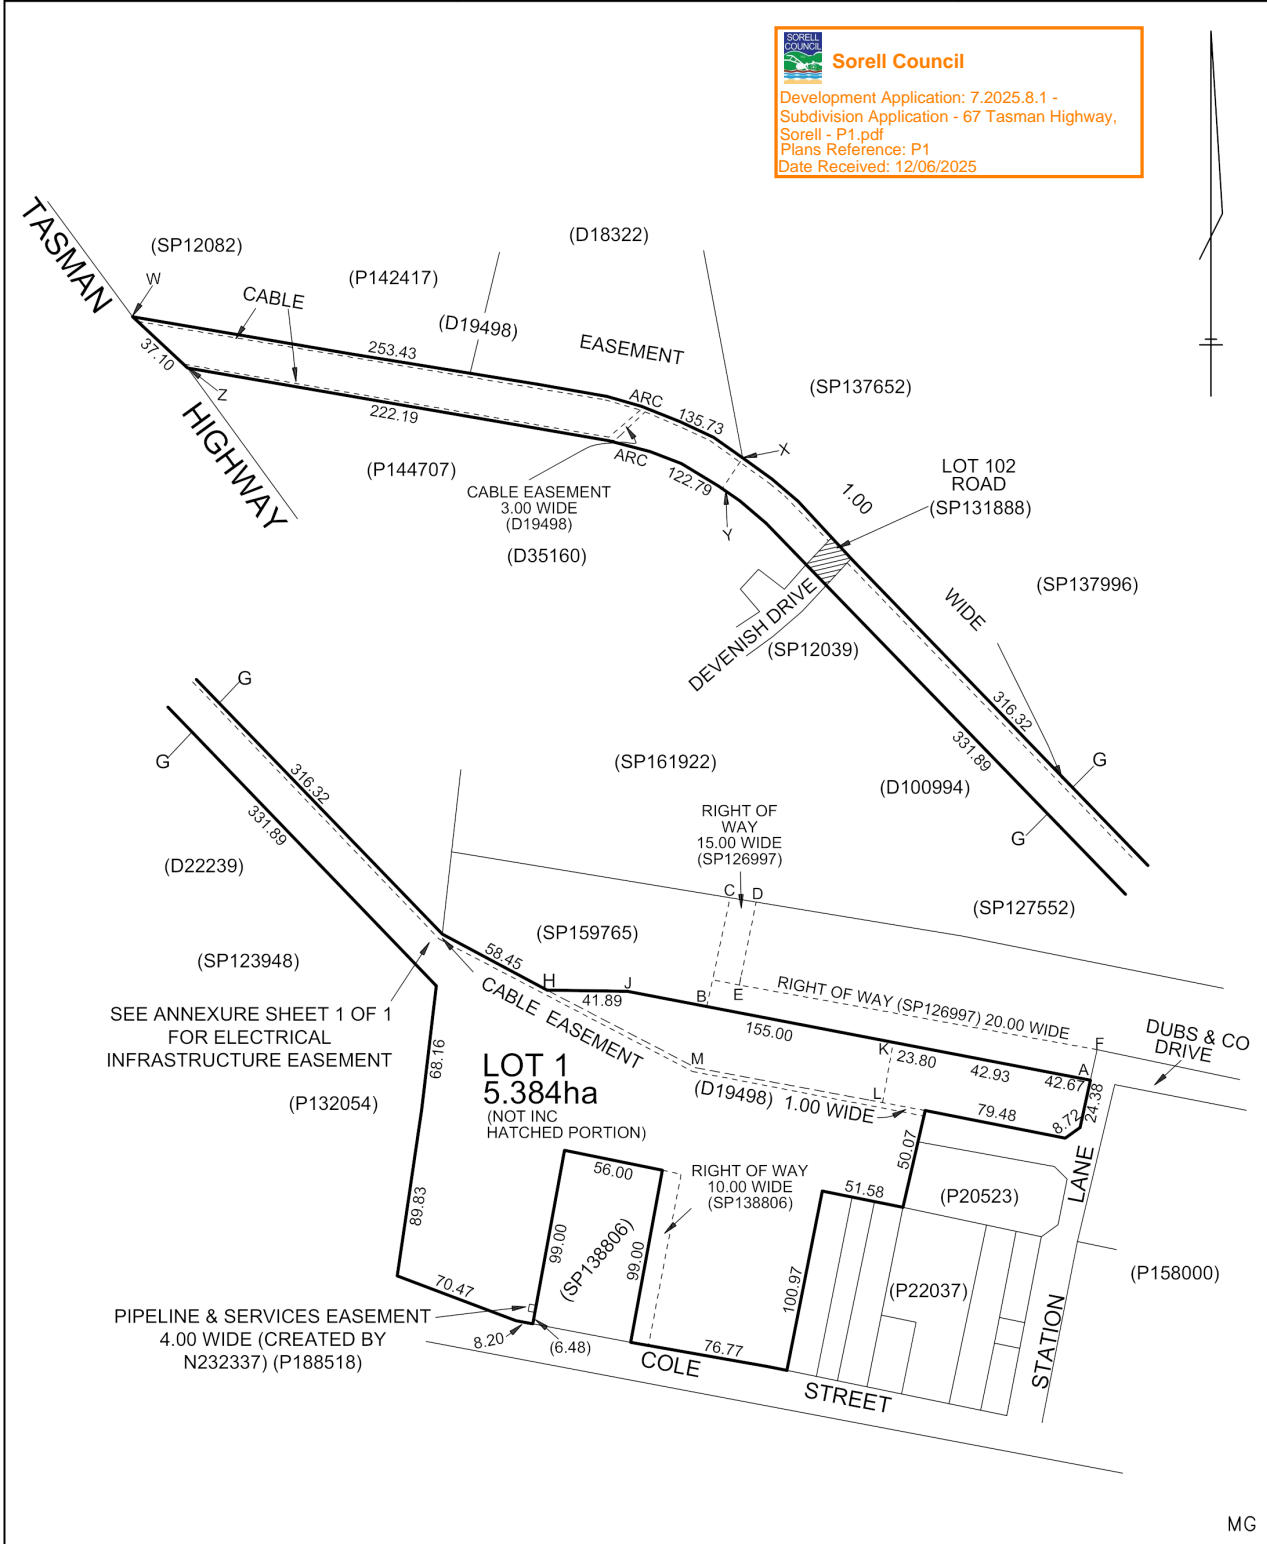 SORELL
COUNCIL
Sorell Council
Development Application: 7.2025.8.1 -
Subdivision Application - 67 Tasman Highway,
Sorell - P1.pdf
Plans Reference: P1
Date Received: 12/06/2025
TASMAN
HIGHWAY
(SP12082)
W
(P142417)
(D18322)
CABLE
(D19498)
EASEMENT
253.43
37.10
Z
222.19
ARC
135.73
(SP137652)
X
ARC
122.79
Y
(P144707)
CABLE EASEMENT
3.00 WIDE
(D19498)
(D35160)
1.00
LOT 102
ROAD
(SP131888)
(SP137996)
WIDE
DEVENISH DRIVE
(SP12039)
316.32
331.89
G
G
(D100994)
G
G
316.32
331.89
(SP161922)
(D22239)
RIGHT OF
WAY
15.00 WIDE
(SP126997)
C
D
(SP127552)
(SP123948)
(SP159765)
58.45
H
41.89
J
B
E
RIGHT OF WAY (SP126997) 20.00 WIDE
155.00
K
23.80
42.93
42.67
A
F
DUBS & CO
DRIVE
24.38
SEE ANNEXURE SHEET 1 OF 1
FOR ELECTRICAL
INFRASTRUCTURE EASEMENT
CABLE EASEMENT
M
(D19498) 1.00 WIDE
L
79.48
8.72
68.16
LOT 1
5.384ha
(NOT INC
HATCHED PORTION)
(P132054)
50.07
LANE
56.00
RIGHT OF WAY
10.00 WIDE
(SP138806)
51.58
(P20523)
89.83
99.00
(SP138806)
99.00
100.97
(P22037)
(P158000)
70.47
PIPELINE & SERVICES EASEMENT
4.00 WIDE (CREATED BY
N232337) (P188518)
8.20
(6.48)
76.77
COLE
STREET
STATION
MG